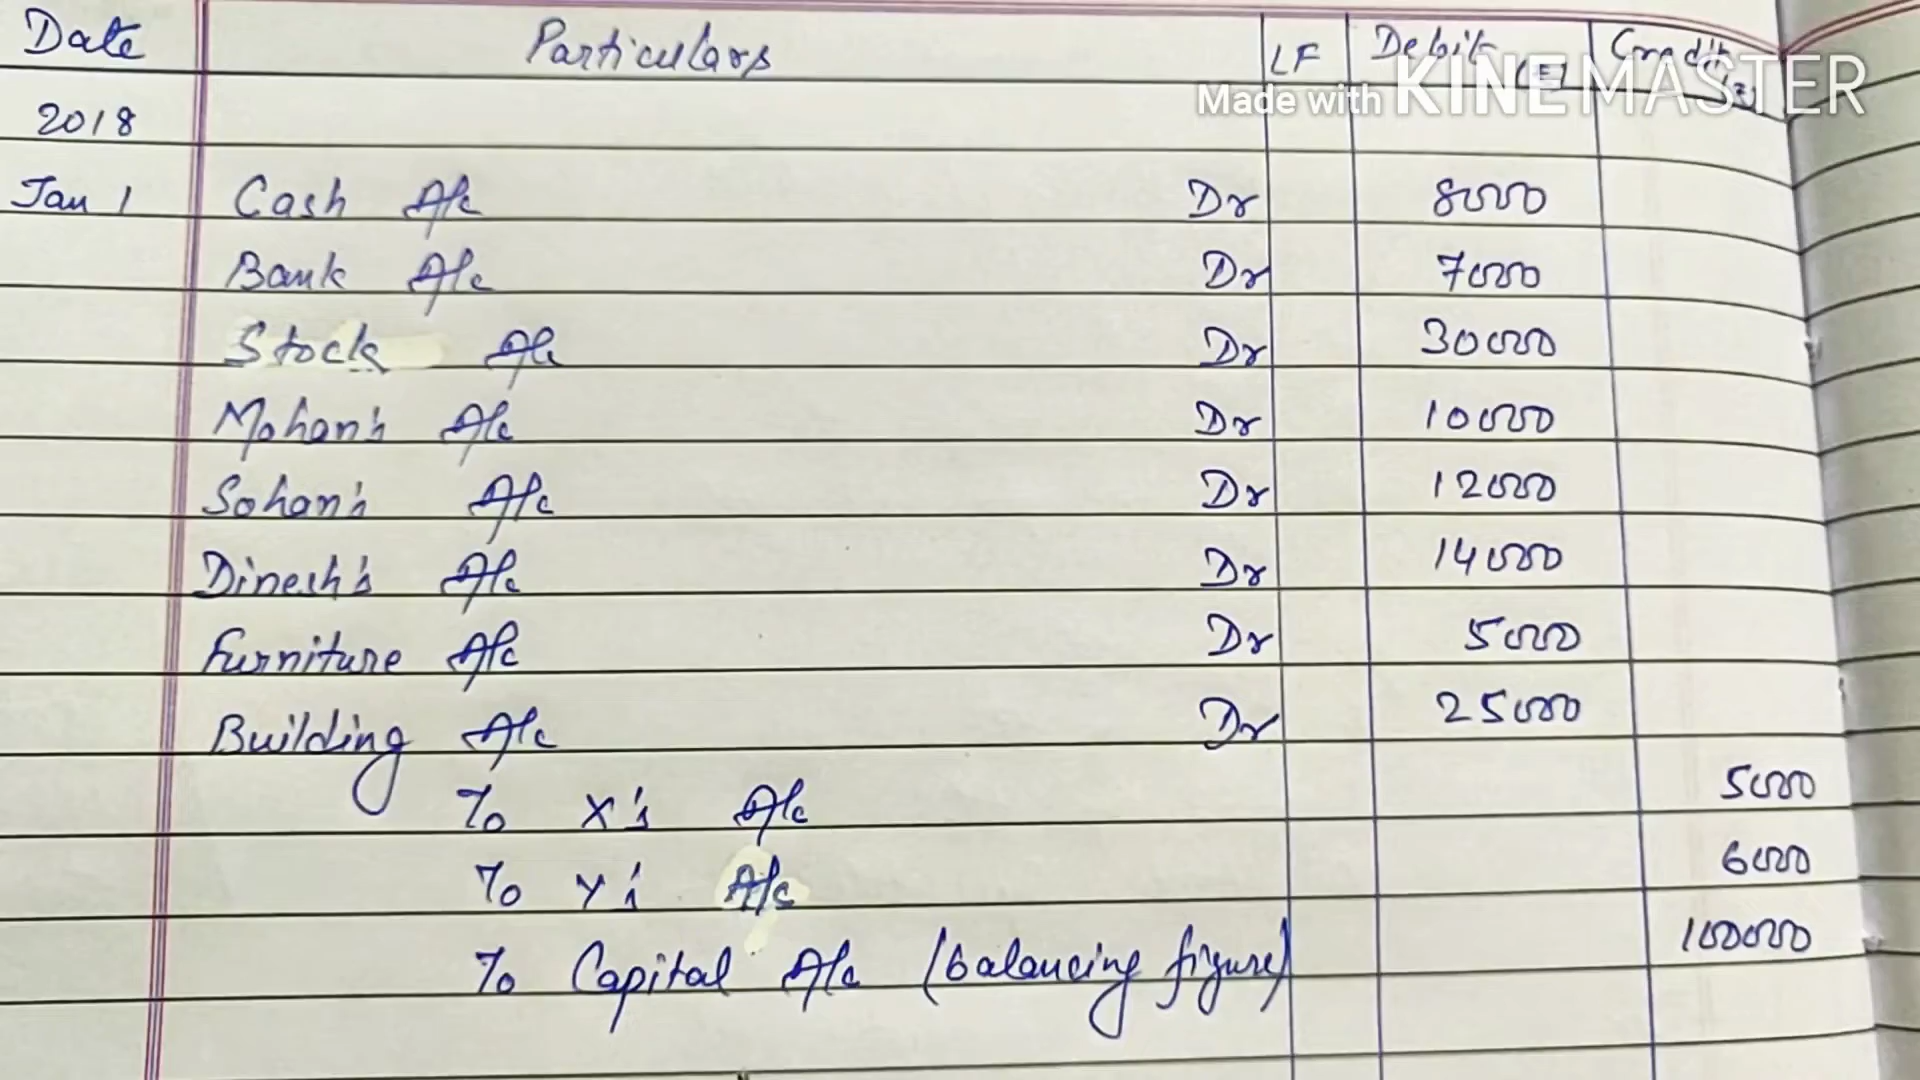 Date Particulars LF Debit (₹) Credit (₹)
Made with KINEMASTER
2018
Jan 1 Cash A/c Dr 8000
Bank A/c Dr 7000
Stock A/c Dr 30000
Mohan's A/c Dr 10000
Sohan's A/c Dr 12000
Dinesh's A/c Dr 14000
Furniture A/c Dr 5000
Building A/c Dr 25000
To X's A/c 5000
To Y's A/c 6000
To Capital A/c (balancing figure) 100000